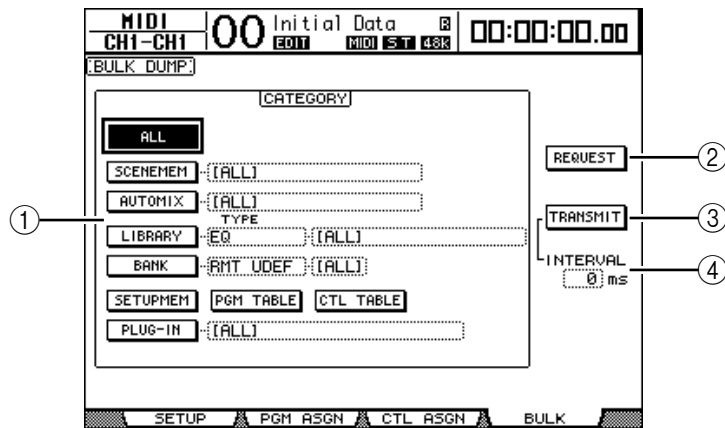 MIDI
CH1-CH1
00 Initial Data R
EDIT MIDI ST 48k
00:00:00.00
BULK DUMP
CATEGORY
ALL
REQUEST ②
SCENEMEM [ALL]
AUTOMIX [ALL]
① TYPE
TRANSMIT ③
LIBRARY EQ [ALL]
BANK RMT UDEF [ALL]
INTERVAL ④
0 ms
SETUPMEM PGM TABLE CTL TABLE
PLUG-IN [ALL]
SETUP PGM ASGN CTL ASGN BULK